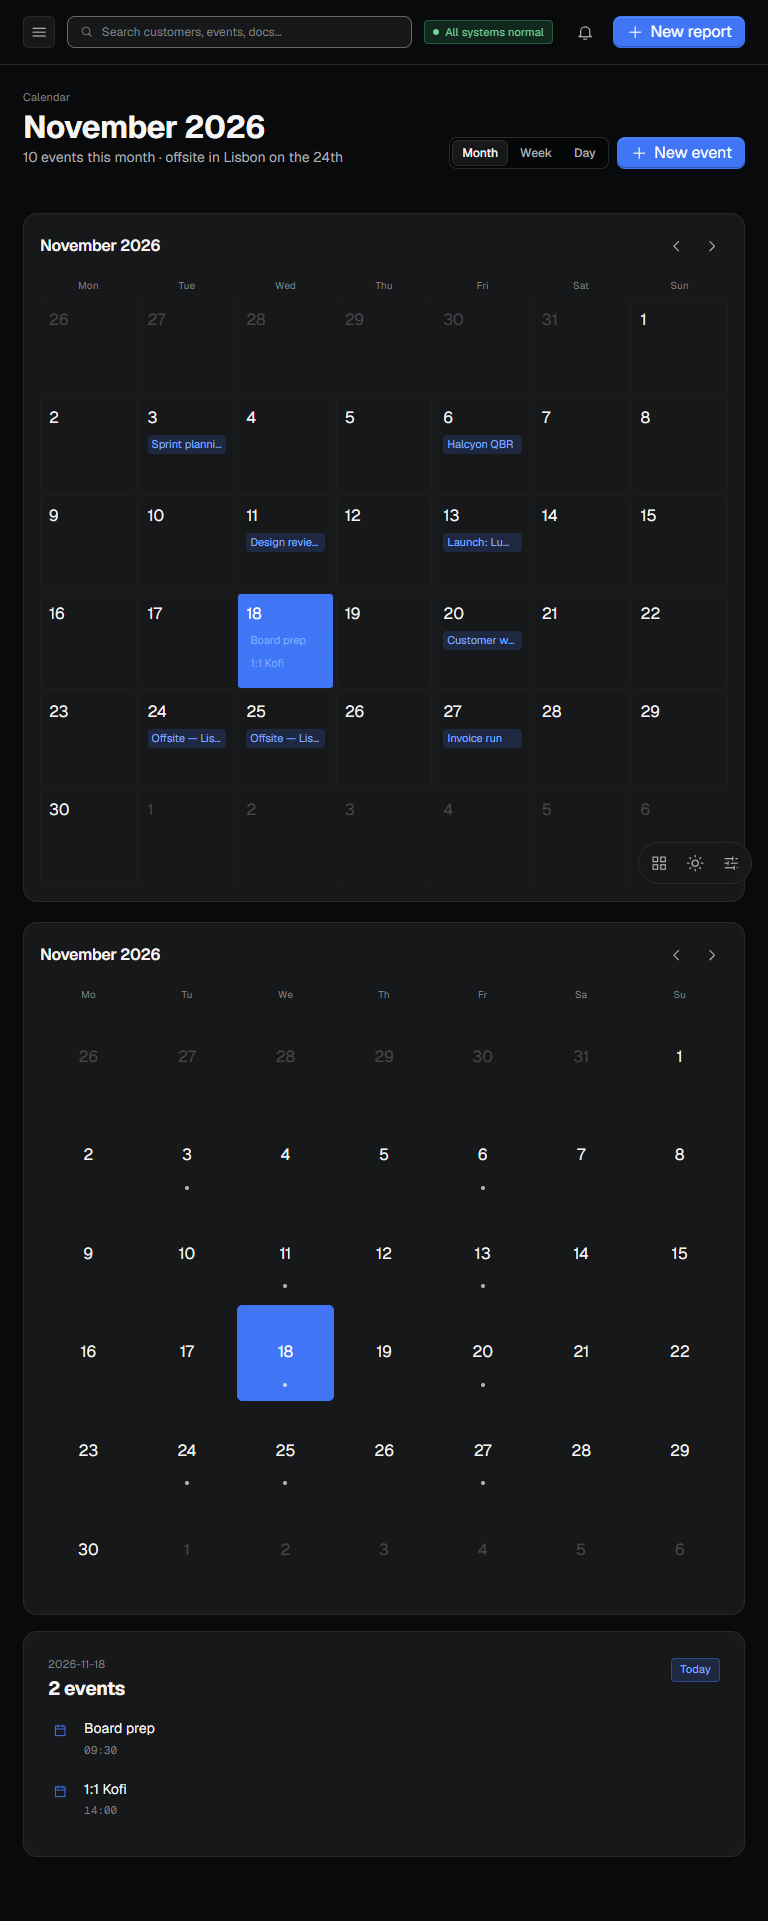 Search customers, events, docs...
All systems normal
New report
Calendar
November 2026
10 events this month · offsite in Lisbon on the 24th
Month Week Day
New event
November 2026
Mon Tue Wed Thu Fri Sat Sun
26 27 28 29 30 31 1
2 3 4 5 6 7 8
Sprint planni... Halcyon QBR
9 10 11 12 13 14 15
Design revie... Launch: Lu...
16 17 18 19 20 21 22
Board prep Customer w...
1:1 Kofi
23 24 25 26 27 28 29
Offsite — Lis... Offsite — Lis... Invoice run
30 1 2 3 4 5 6
November 2026
Mo Tu We Th Fr Sa Su
26 27 28 29 30 31 1
2 3 4 5 6 7 8
9 10 11 12 13 14 15
16 17 18 19 20 21 22
23 24 25 26 27 28 29
30 1 2 3 4 5 6
2026-11-18
Today
2 events
Board prep
09:30
1:1 Kofi
14:00